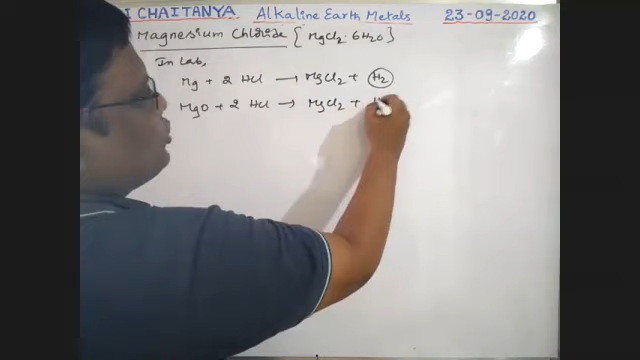 I CHAITANYA Alkaline Earth Metals 23-09-2020
Magnesium Chloride { MgCl2. 6H2O }
In Lab,
Mg + 2 HCl → MgCl2 + H2
MgO + 2 HCl → MgCl2 +